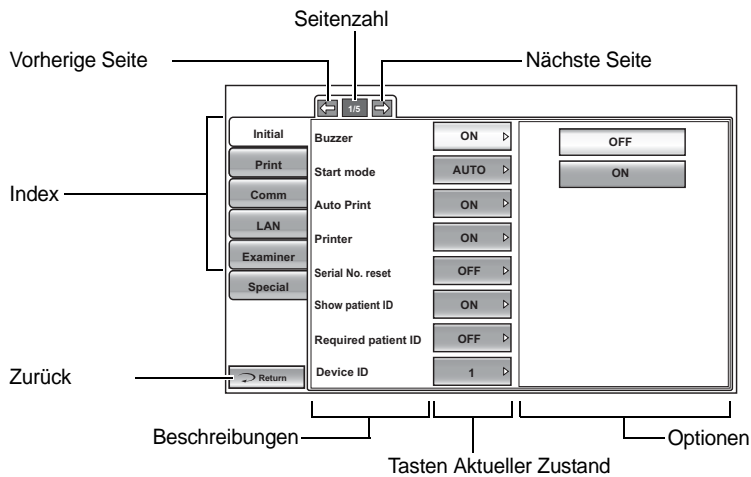 Seitenzahl
Vorherige Seite
Nächste Seite
1/5
Index
Initial
Print
Comm
LAN
Examiner
Special
Buzzer ON
Start mode AUTO
Auto Print ON
Printer ON
Serial No. reset OFF
Show patient ID ON
Required patient ID OFF
Device ID 1
OFF
ON
Zurück
Return
Beschreibungen
Optionen
Tasten Aktueller Zustand